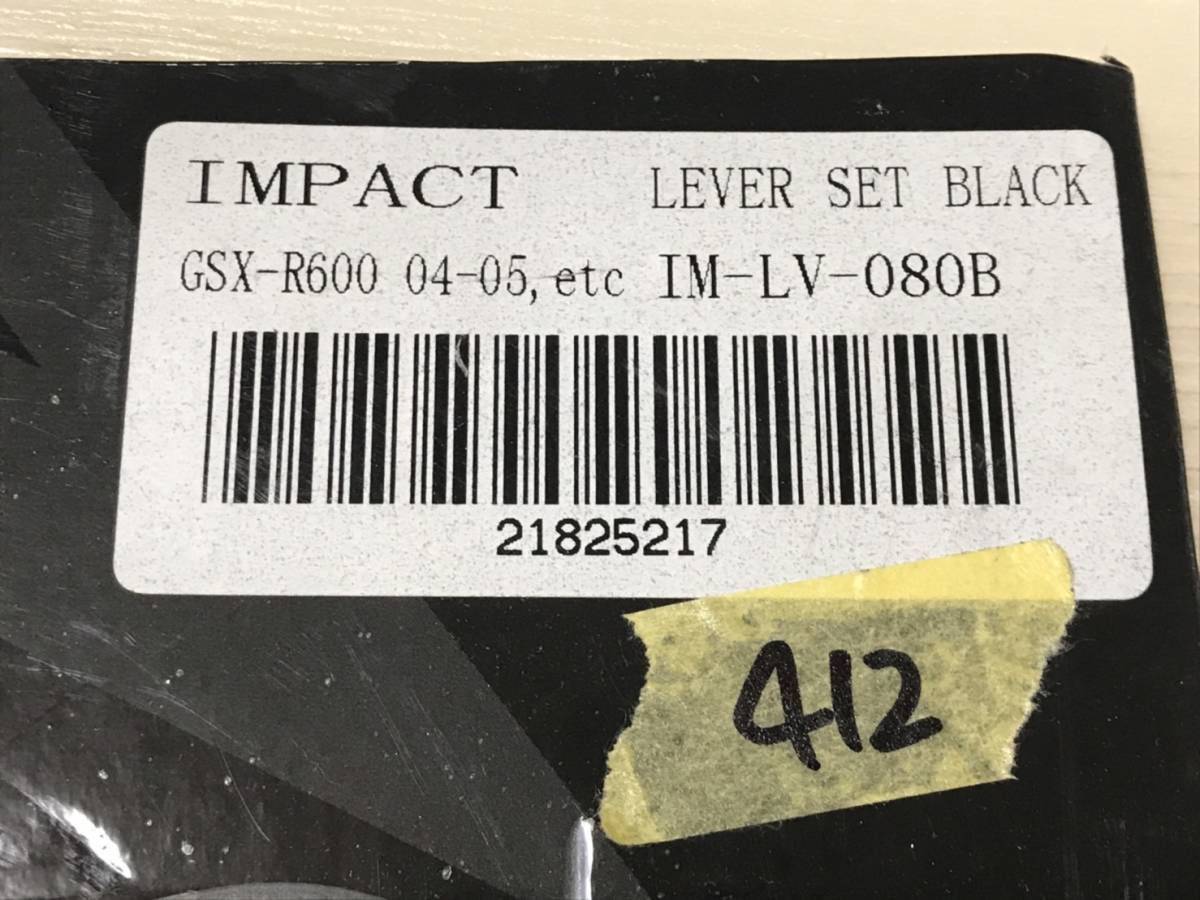 IMPACT LEVER SET BLACK
GSX-R600 04-05, etc IM-LV-080B
21825217
412